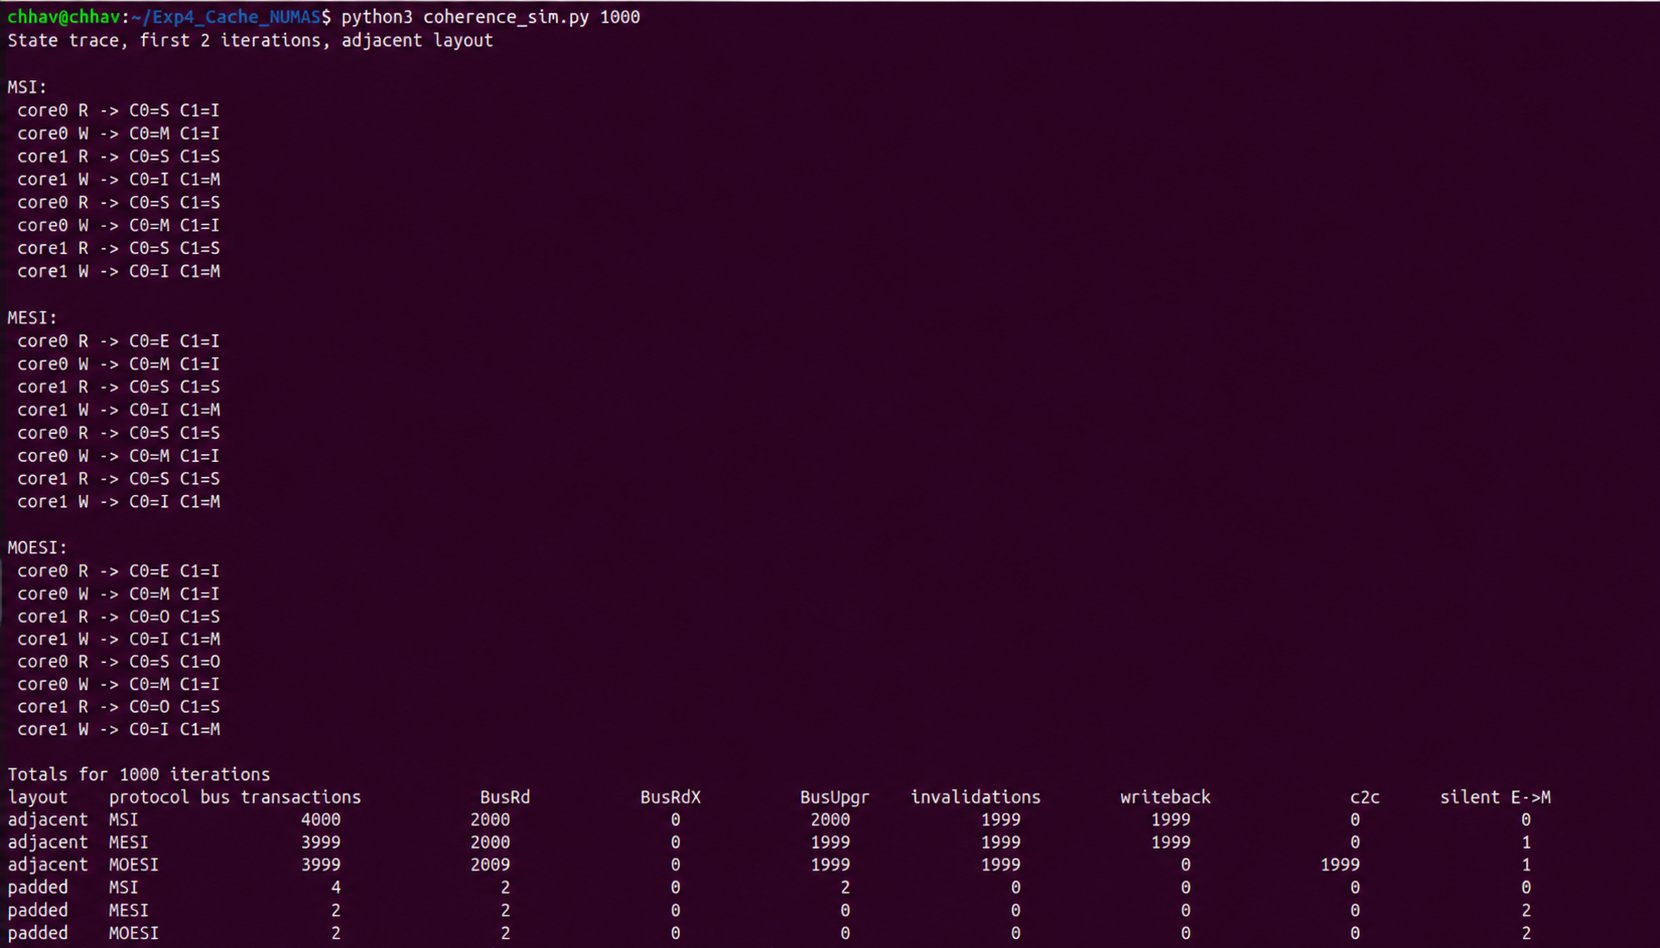 chhav@chhav:~/Exp4_Cache_NUMAS$ python3 coherence_sim.py 1000
State trace, first 2 iterations, adjacent layout
MSI:
core0 R -> C0=S C1=I
core0 W -> C0=M C1=I
core1 R -> C0=S C1=S
core1 W -> C0=I C1=M
core0 R -> C0=S C1=S
core0 W -> C0=M C1=I
core1 R -> C0=S C1=S
core1 W -> C0=I C1=M
MESI:
core0 R -> C0=E C1=I
core0 W -> C0=M C1=I
core1 R -> C0=S C1=S
core1 W -> C0=I C1=M
core0 R -> C0=S C1=S
core0 W -> C0=M C1=I
core1 R -> C0=S C1=S
core1 W -> C0=I C1=M
MOESI:
core0 R -> C0=E C1=I
core0 W -> C0=M C1=I
core1 R -> C0=O C1=S
core1 W -> C0=I C1=M
core0 R -> C0=S C1=O
core0 W -> C0=M C1=I
core1 R -> C0=O C1=S
core1 W -> C0=I C1=M
Totals for 1000 iterations
layout protocol bus transactions BusRd BusRdX BusUpgr invalidations writeback c2c silent E->M
adjacent MSI 4000 2000 0 2000 1999 1999 0 0
adjacent MESI 3999 2000 0 1999 1999 1999 0 1
adjacent MOESI 3999 2009 0 1999 1999 0 1999 1
padded MSI 4 2 0 2 0 0 0 0
padded MESI 2 2 0 0 0 0 0 2
padded MOESI 2 2 0 0 0 0 0 2